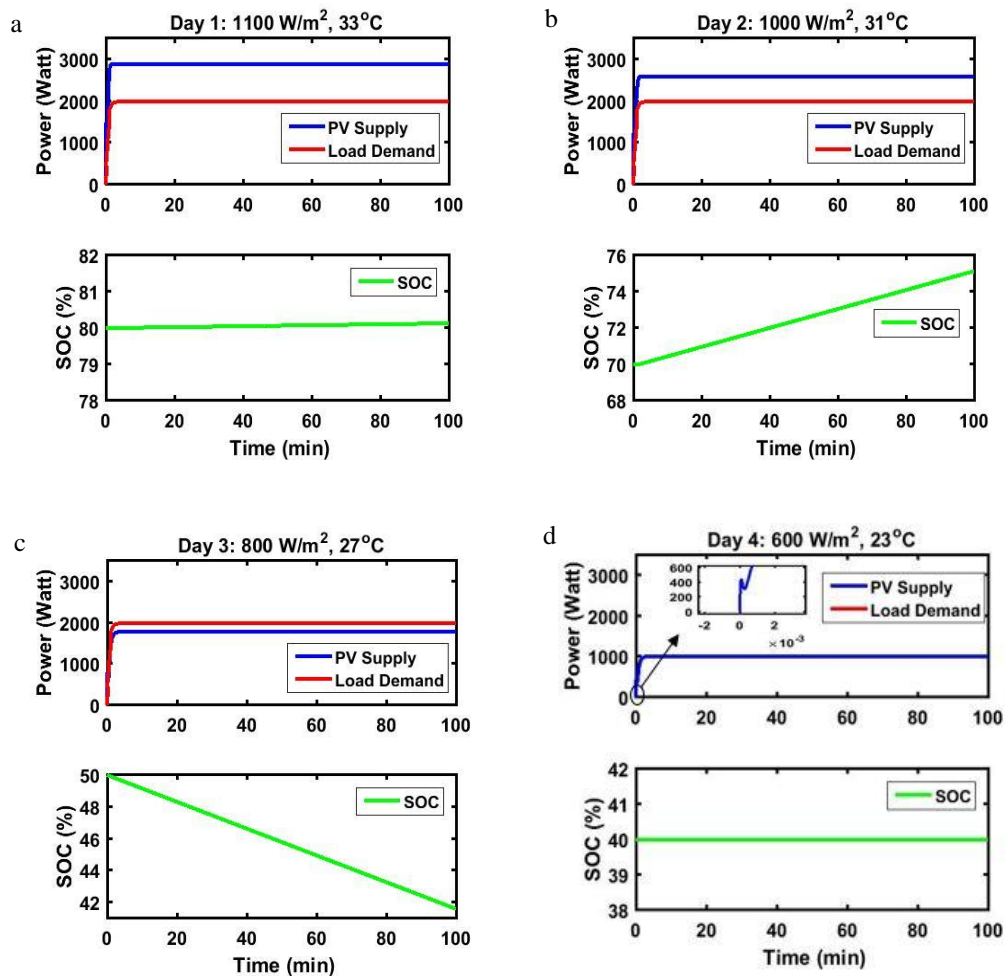 a
Day 1: 1100 W/m², 33°C
Power (Watt)
3000
2000
1000
0
PV Supply
Load Demand
0 20 40 60 80 100
SOC (%)
82
81
80
79
78
SOC
0 20 40 60 80 100
Time (min)
b
Day 2: 1000 W/m², 31°C
Power (Watt)
3000
2000
1000
0
PV Supply
Load Demand
0 20 40 60 80 100
SOC (%)
76
74
72
70
68
SOC
0 20 40 60 80 100
Time (min)
c
Day 3: 800 W/m², 27°C
Power (Watt)
3000
2000
1000
0
PV Supply
Load Demand
0 20 40 60 80 100
SOC (%)
50
48
46
44
42
SOC
0 20 40 60 80 100
Time (min)
d
Day 4: 600 W/m², 23°C
Power (Watt)
3000
2000
1000
0
600
400
200
0
-2 0 2
×10⁻³
PV Supply
Load Demand
0 20 40 60 80 100
SOC (%)
42
41
40
39
38
SOC
0 20 40 60 80 100
Time (min)